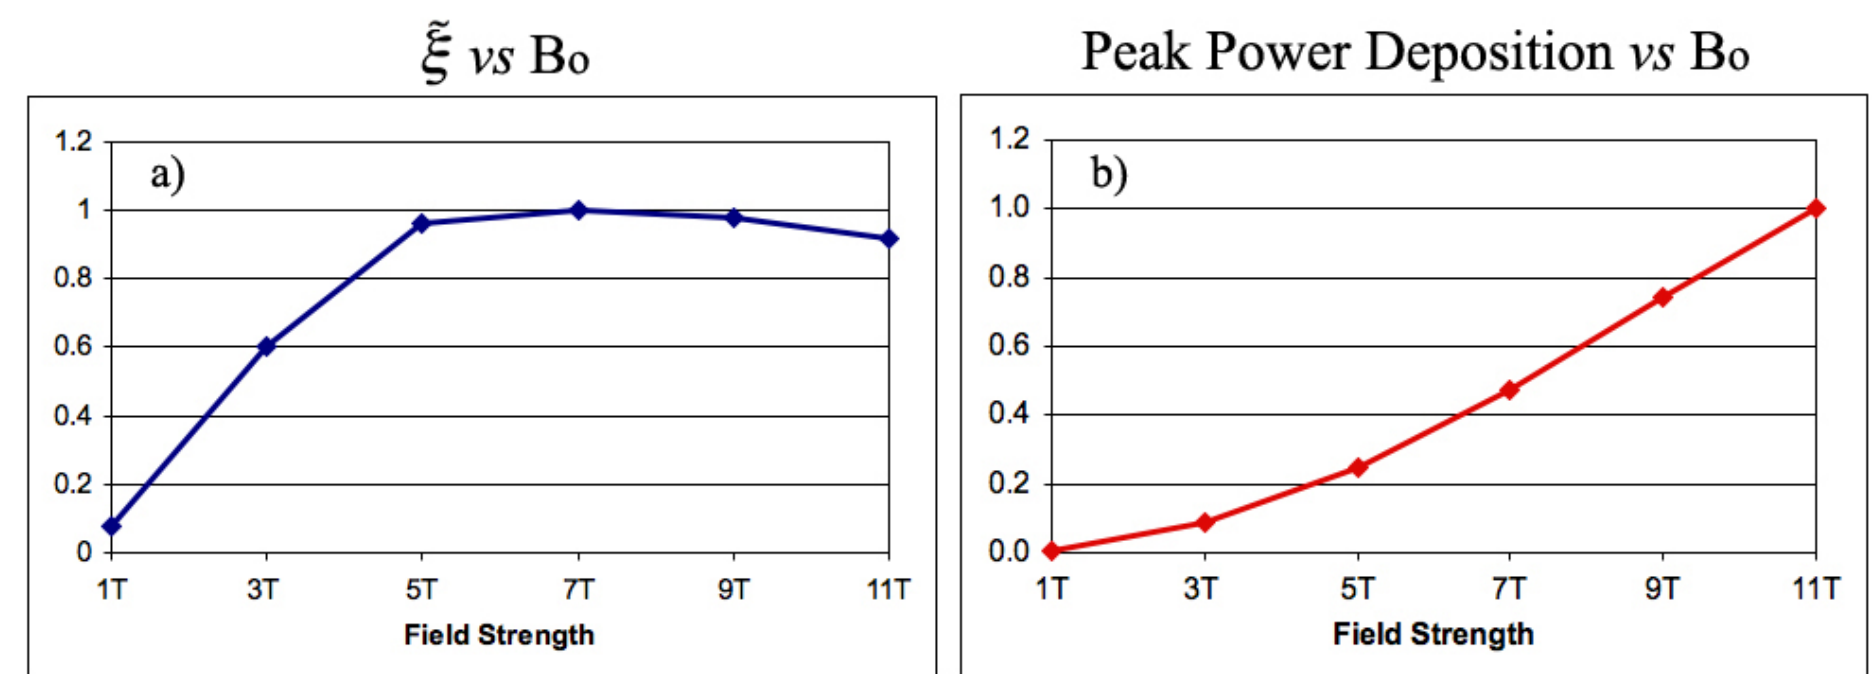 ξ̃ vs Bo
1.2
a)
1
0.8
0.6
0.4
0.2
0
1T 3T 5T 7T 9T 11T
Field Strength
Peak Power Deposition vs Bo
1.2
b)
1.0
0.8
0.6
0.4
0.2
0.0
1T 3T 5T 7T 9T 11T
Field Strength